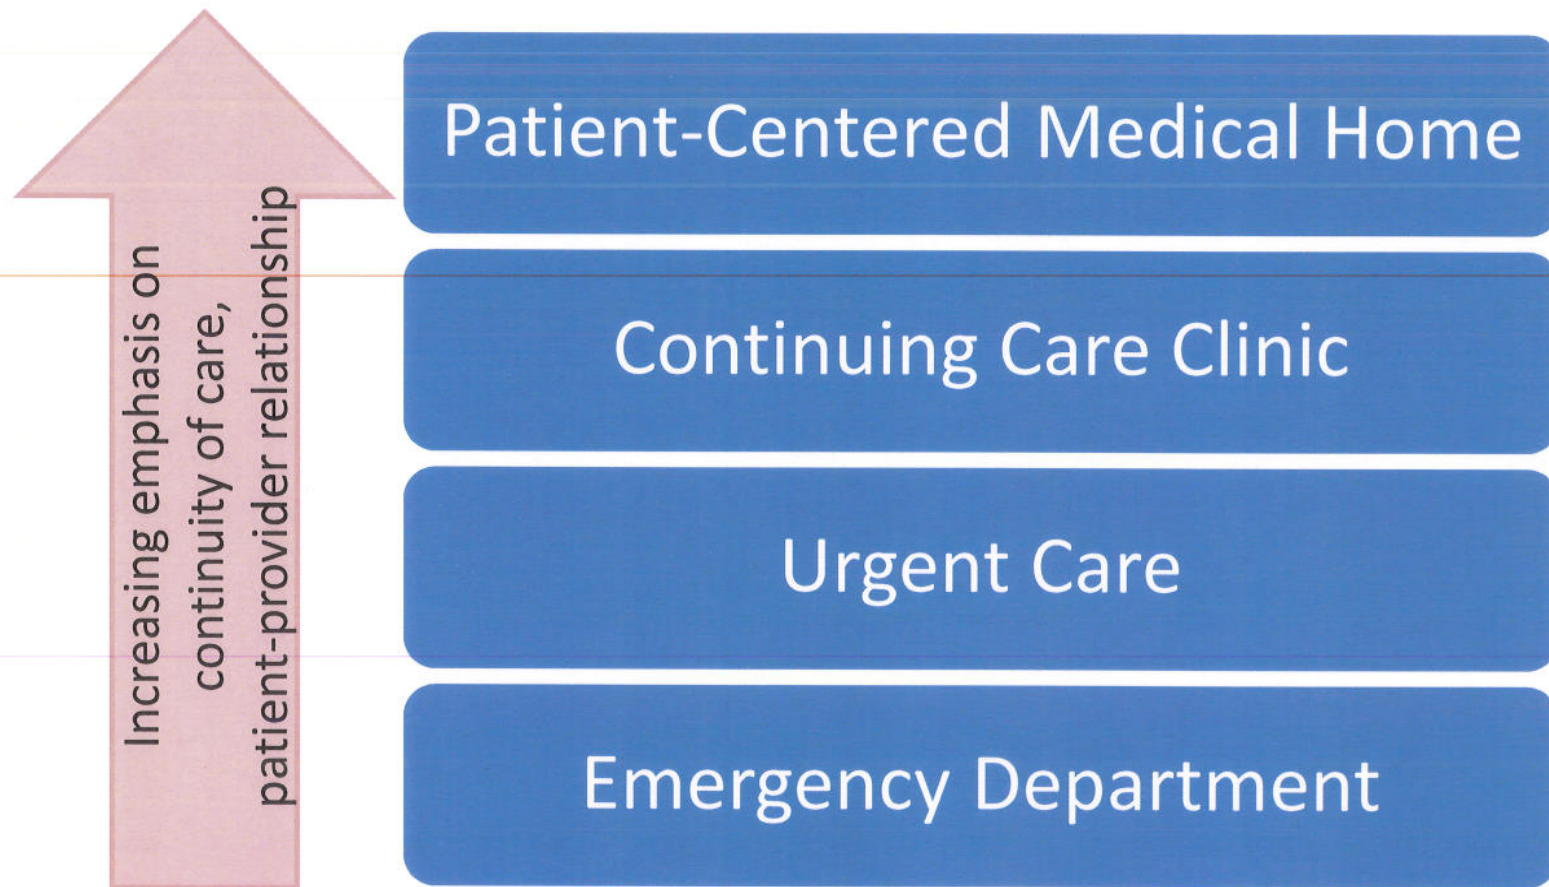 Increasing emphasis on
continuity of care,
patient-provider relationship
Patient-Centered Medical Home
Continuing Care Clinic
Urgent Care
Emergency Department